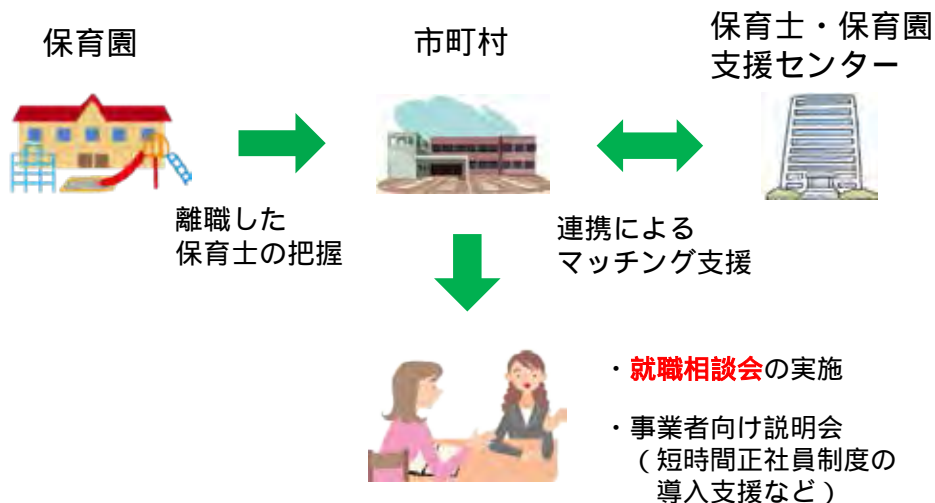 保育園
市町村
保育士・保育園
支援センター
離職した
保育士の把握
連携による
マッチング支援
・就職相談会の実施
・事業者向け説明会
（短時間正社員制度の
導入支援など）